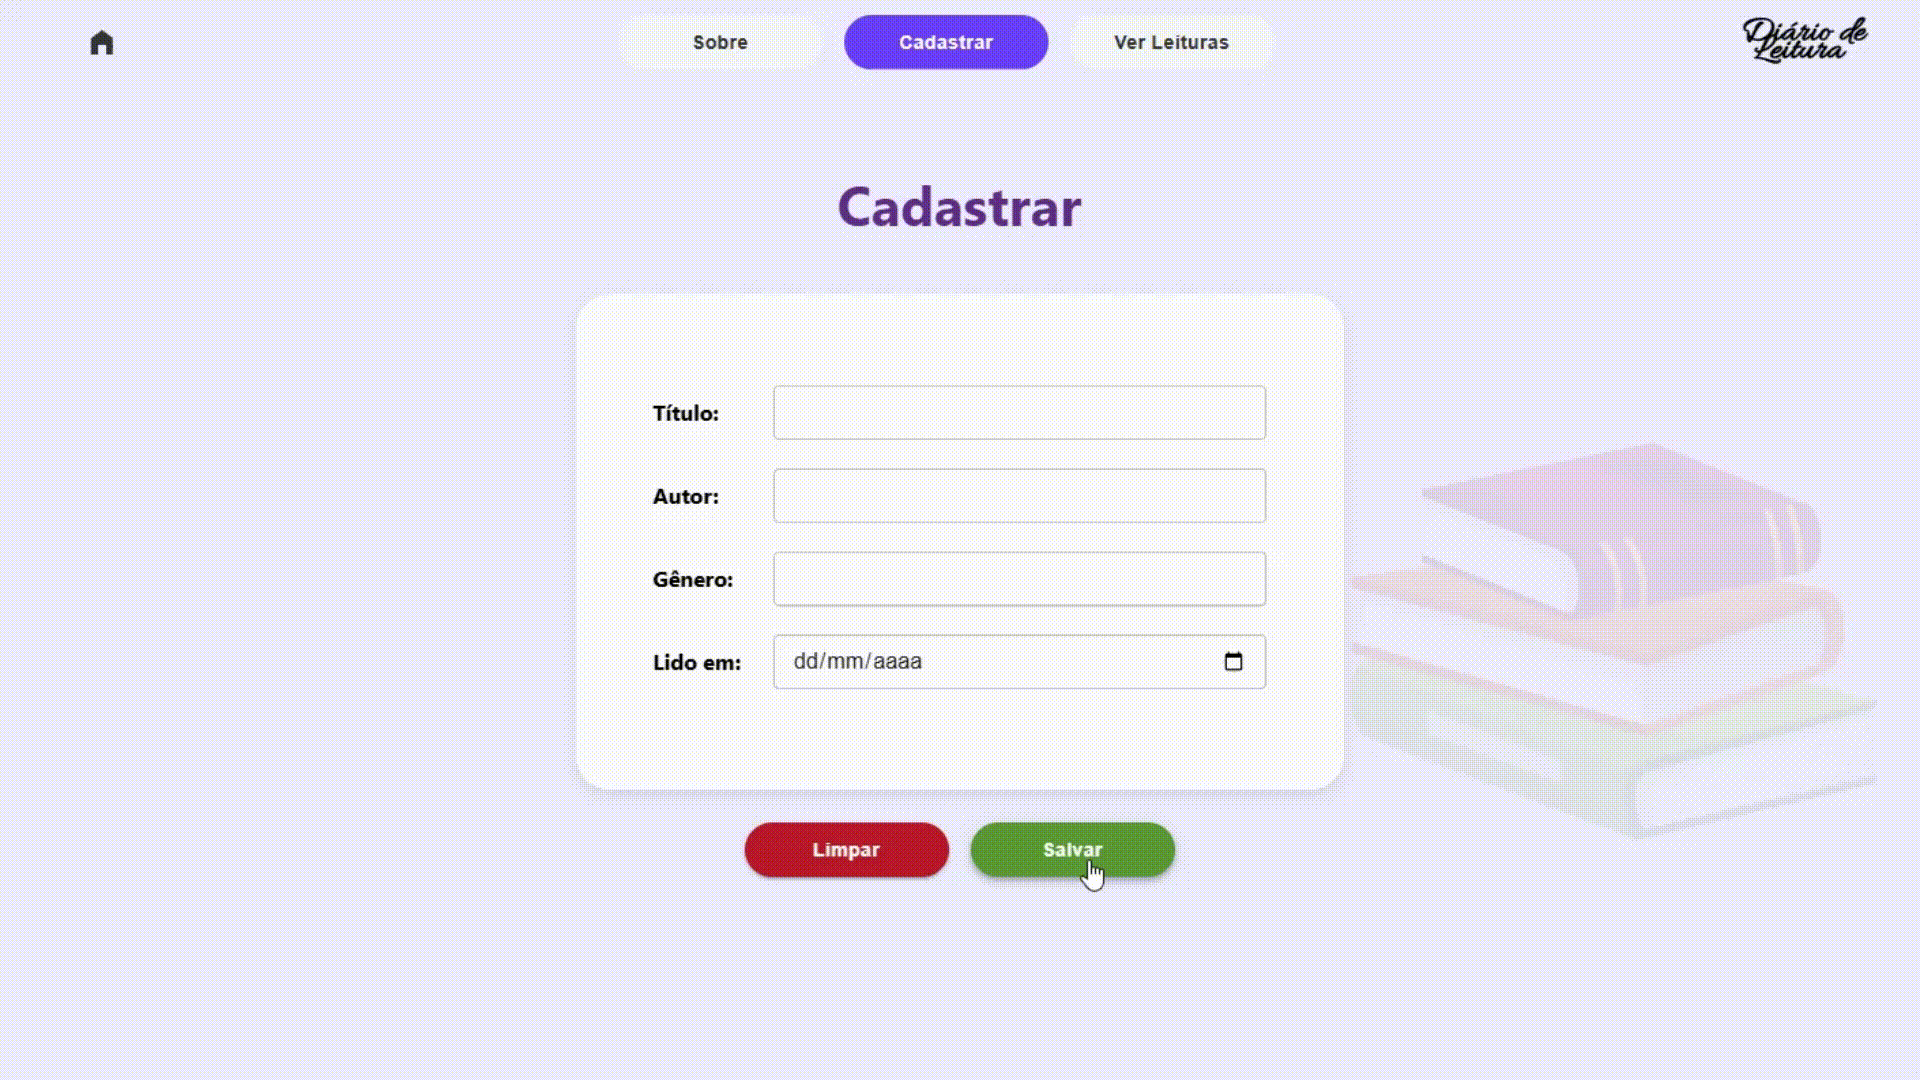 Sobre
Cadastrar
Ver Leituras
Diário de
Leitura
Cadastrar
Título:
Autor:
Gênero:
Lido em:
dd/mm/aaaa
Limpar
Salvar